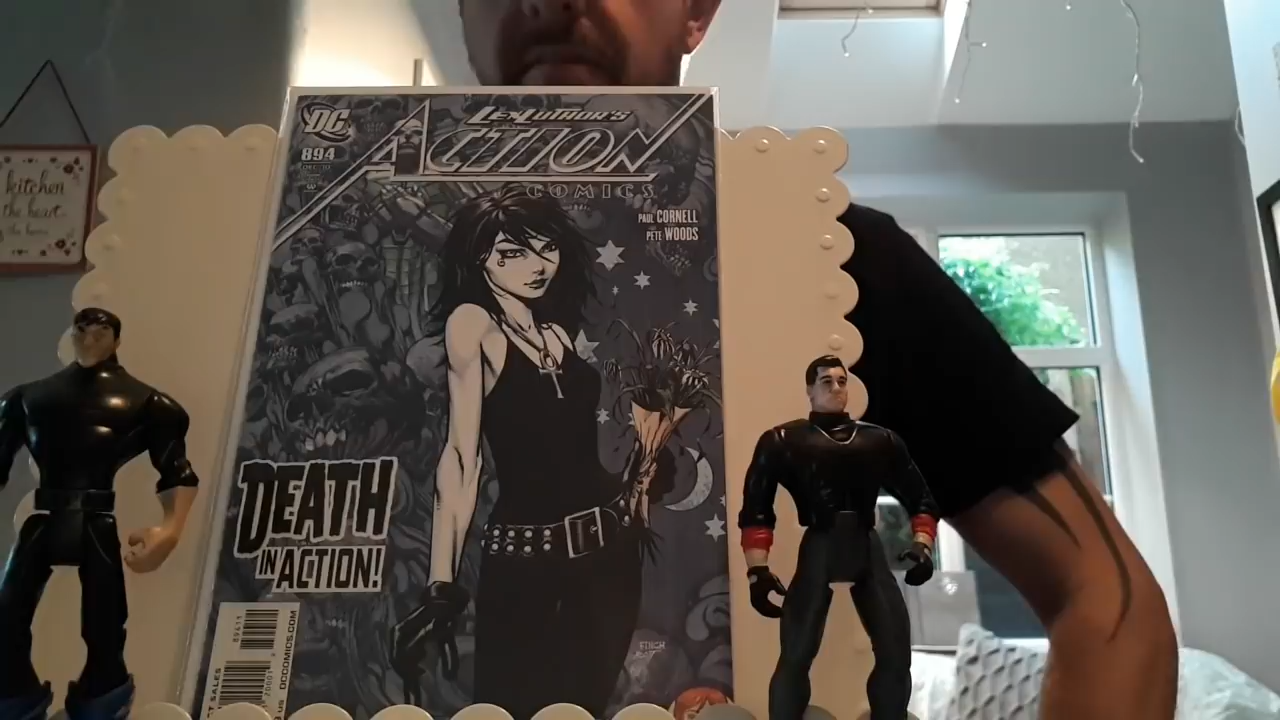 kitchen
the heart
DC
894
LEX LUTHOR'S
ACTION
COMICS
PAUL CORNELL
PETE WOODS
DEATH
IN ACTION!
DCCOMICS.COM
SALES
FINCH